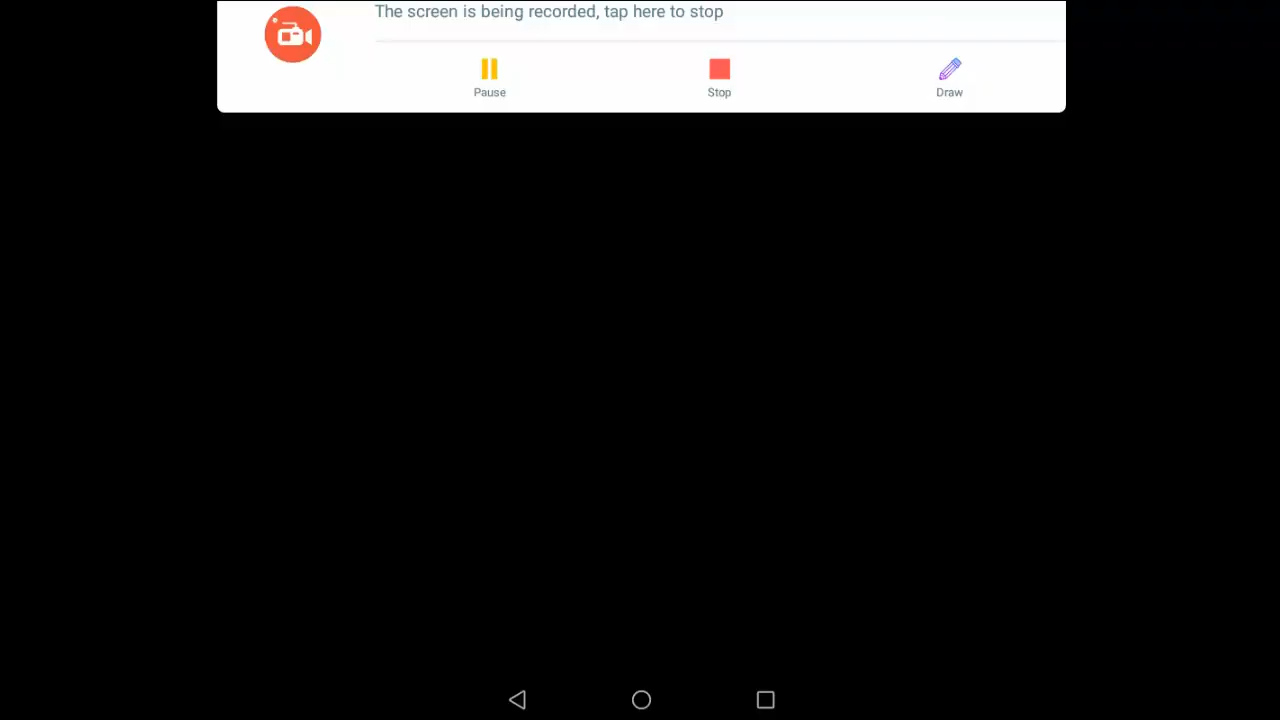 The screen is being recorded, tap here to stop
Pause
Stop
Draw